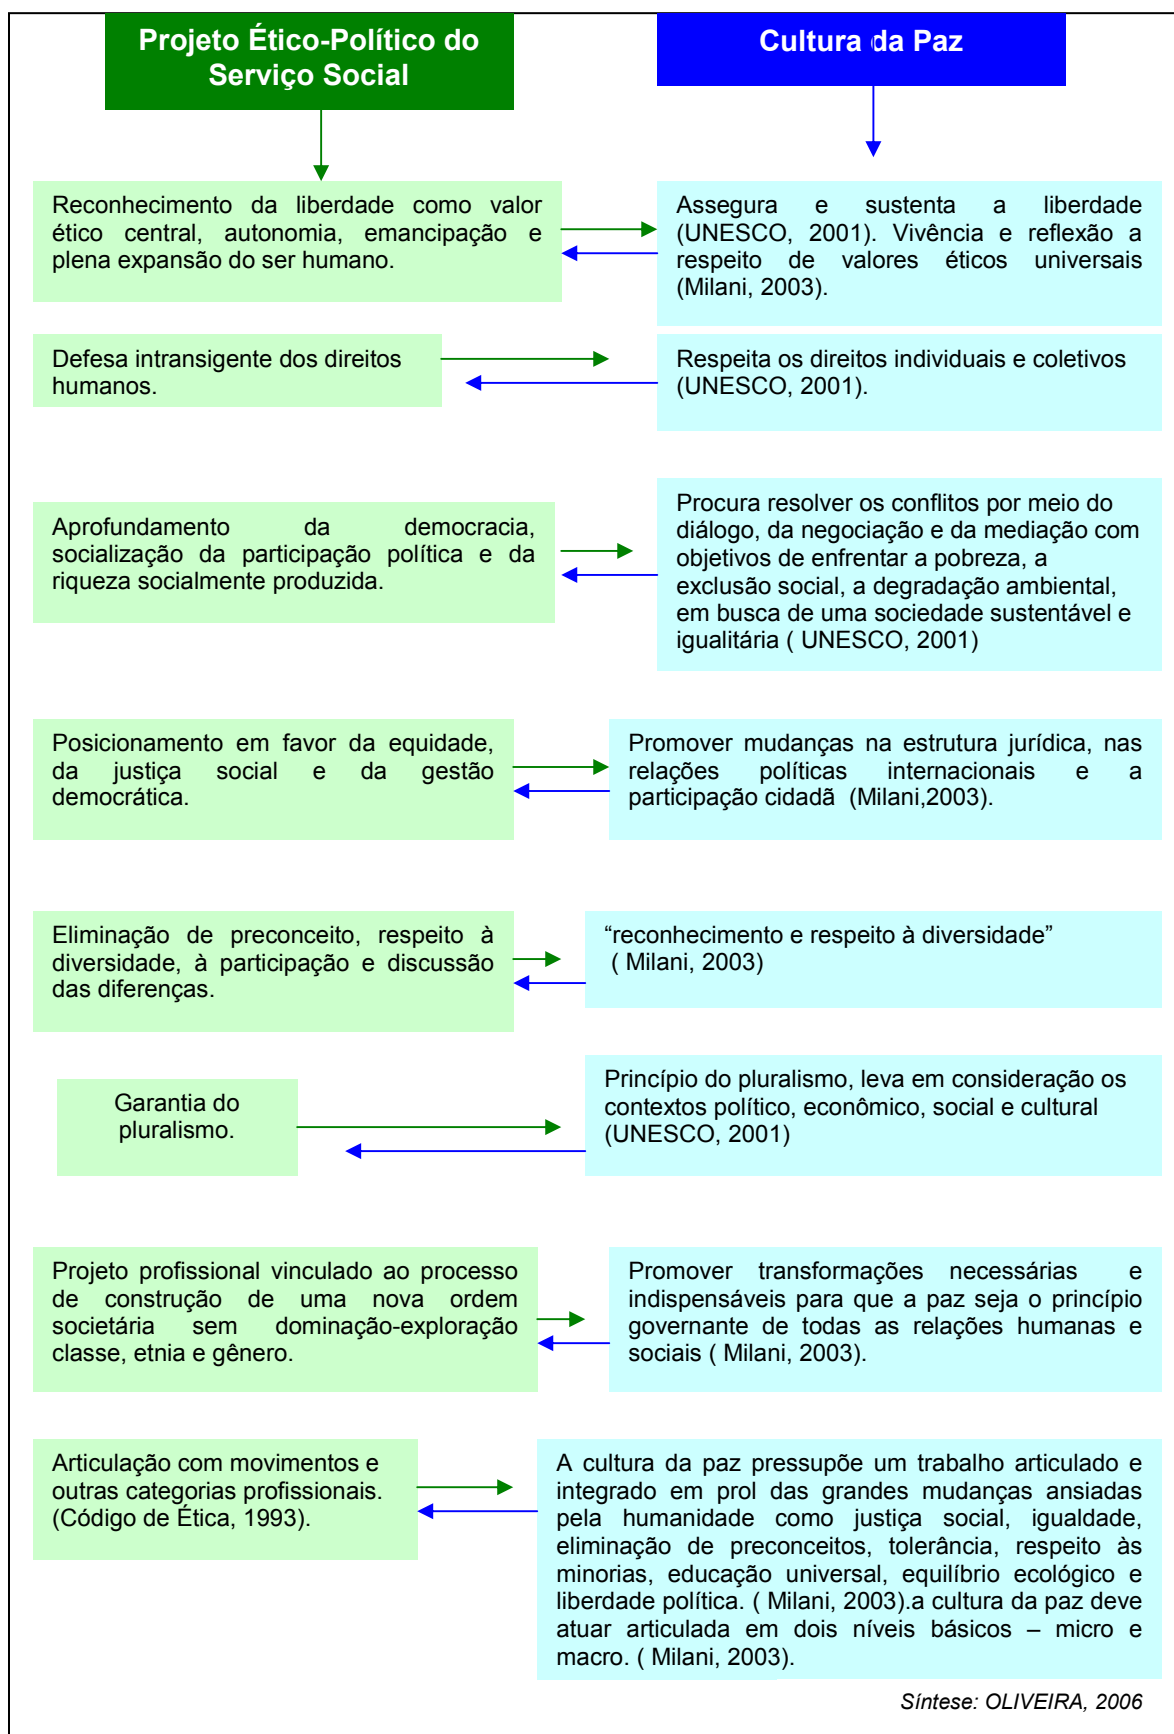 Projeto Ético-Político do
Serviço Social
Cultura da Paz
Reconhecimento da liberdade como valor
ético central, autonomia, emancipação e
plena expansão do ser humano.
Assegura e sustenta a liberdade
(UNESCO, 2001). Vivência e reflexão a
respeito de valores éticos universais
(Milani, 2003).
Defesa intransigente dos direitos
humanos.
Respeita os direitos individuais e coletivos
(UNESCO, 2001).
Aprofundamento da democracia,
socialização da participação política e da
riqueza socialmente produzida.
Procura resolver os conflitos por meio do
diálogo, da negociação e da mediação com
objetivos de enfrentar a pobreza, a
exclusão social, a degradação ambiental,
em busca de uma sociedade sustentável e
igualitária ( UNESCO, 2001)
Posicionamento em favor da equidade,
da justiça social e da gestão
democrática.
Promover mudanças na estrutura jurídica, nas
relações políticas internacionais e a
participação cidadã (Milani,2003).
Eliminação de preconceito, respeito à
diversidade, à participação e discussão
das diferenças.
“reconhecimento e respeito à diversidade”
( Milani, 2003)
Garantia do
pluralismo.
Princípio do pluralismo, leva em consideração os
contextos político, econômico, social e cultural
(UNESCO, 2001)
Projeto profissional vinculado ao processo
de construção de uma nova ordem
societária sem dominação-exploração
classe, etnia e gênero.
Promover transformações necessárias e
indispensáveis para que a paz seja o princípio
governante de todas as relações humanas e
sociais ( Milani, 2003).
Articulação com movimentos e
outras categorias profissionais.
(Código de Ética, 1993).
A cultura da paz pressupõe um trabalho articulado e
integrado em prol das grandes mudanças ansiadas
pela humanidade como justiça social, igualdade,
eliminação de preconceitos, tolerância, respeito às
minorias, educação universal, equilíbrio ecológico e
liberdade política. ( Milani, 2003).a cultura da paz deve
atuar articulada em dois níveis básicos – micro e
macro. ( Milani, 2003).
Síntese: OLIVEIRA, 2006